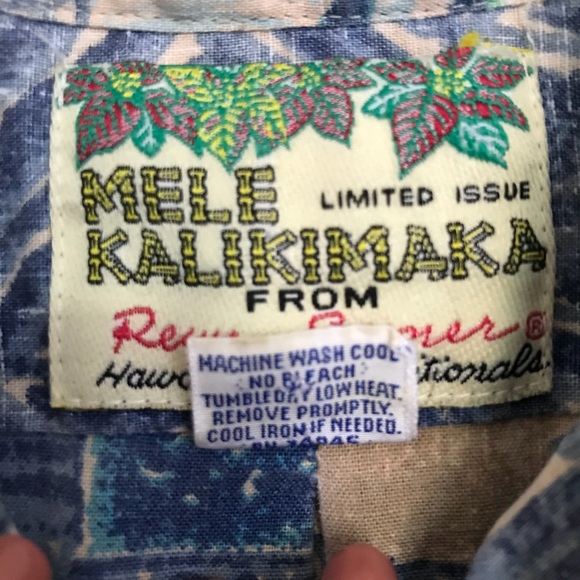 MELE
LIMITED ISSUE
KALIKIMAKA
FROM
®
MACHINE WASH COOL
NO BLEACH
TUMBLE DRY LOW HEAT.
REMOVE PROMPTLY.
COOL IRON IF NEEDED.